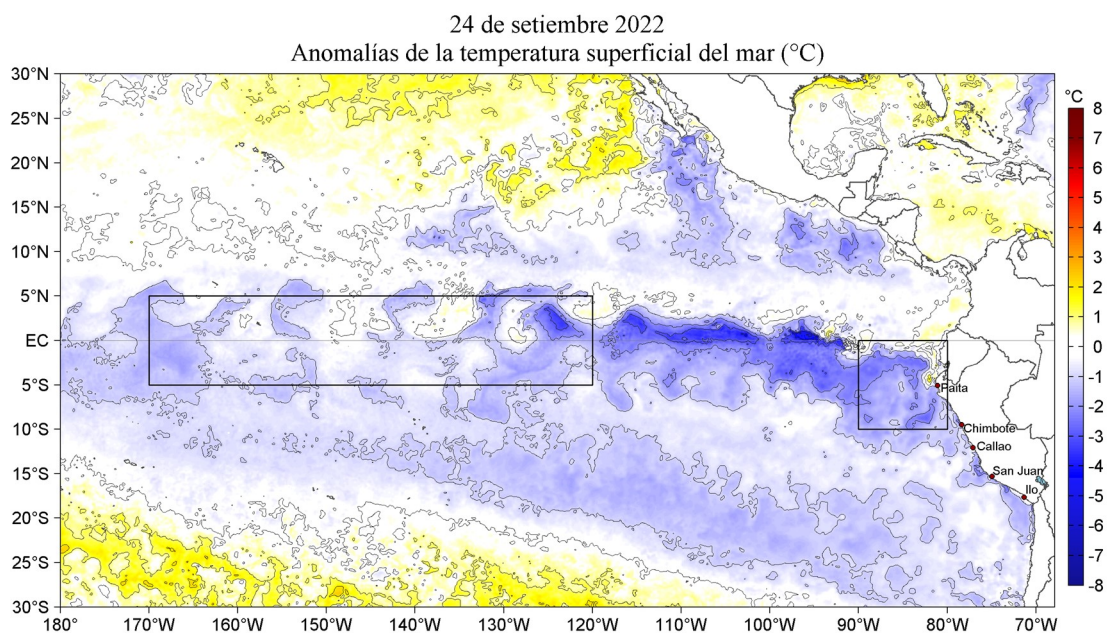 24 de setiembre 2022
Anomalías de la temperatura superficial del mar (°C)
30°N
25°N
20°N
15°N
10°N
5°N
EC
5°S
10°S
15°S
20°S
25°S
30°S
180
170°W
160°W
150°W
140°W
130°W
120°W
110°W
100°W
90°W
80°W
70°W
Paita
Chimbote
Callao
San Juan
Ilo
°C
8
7
6
5
4
3
2
1
0
-1
-2
-3
-4
-5
-6
-7
-8